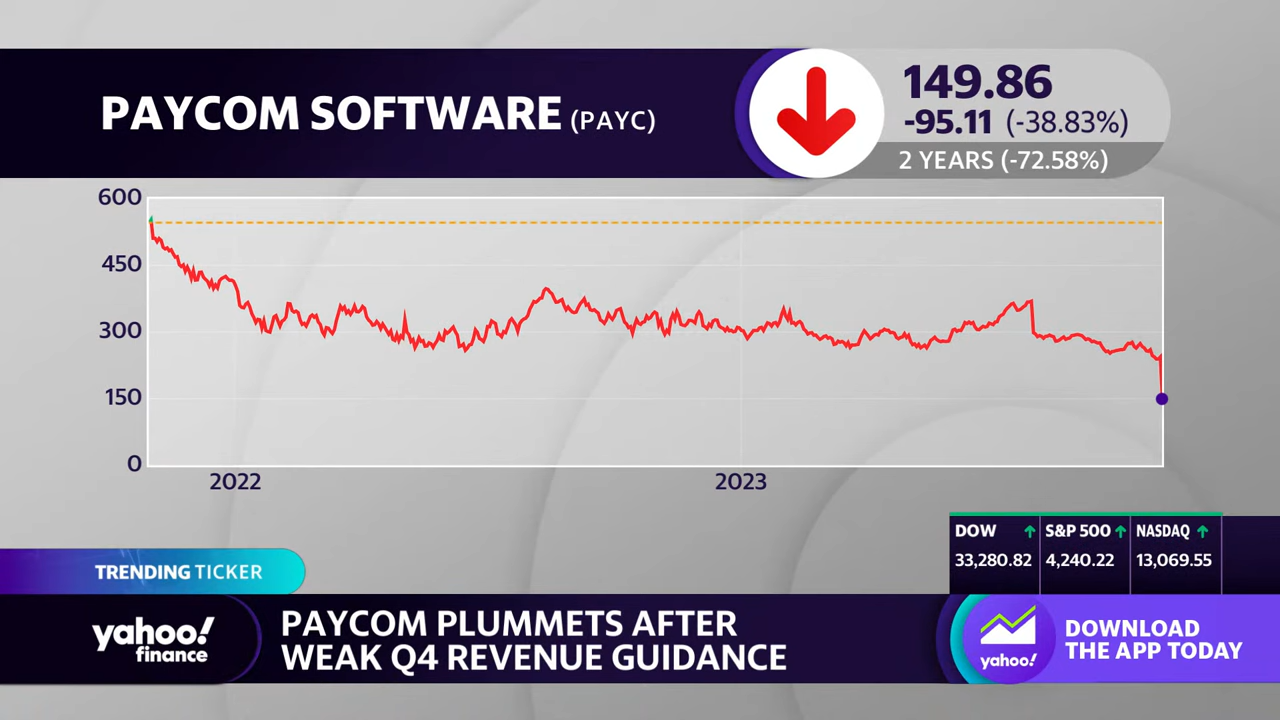 PAYCOM SOFTWARE (PAYC)
149.86
-95.11 (-38.83%)
2 YEARS (-72.58%)
600
450
300
150
0
2022
2023
DOW
33,280.82
S&P 500
4,240.22
NASDAQ
13,069.55
TRENDING TICKER
yahoo!
finance
PAYCOM PLUMMETS AFTER
WEAK Q4 REVENUE GUIDANCE
yahoo!
DOWNLOAD
THE APP TODAY